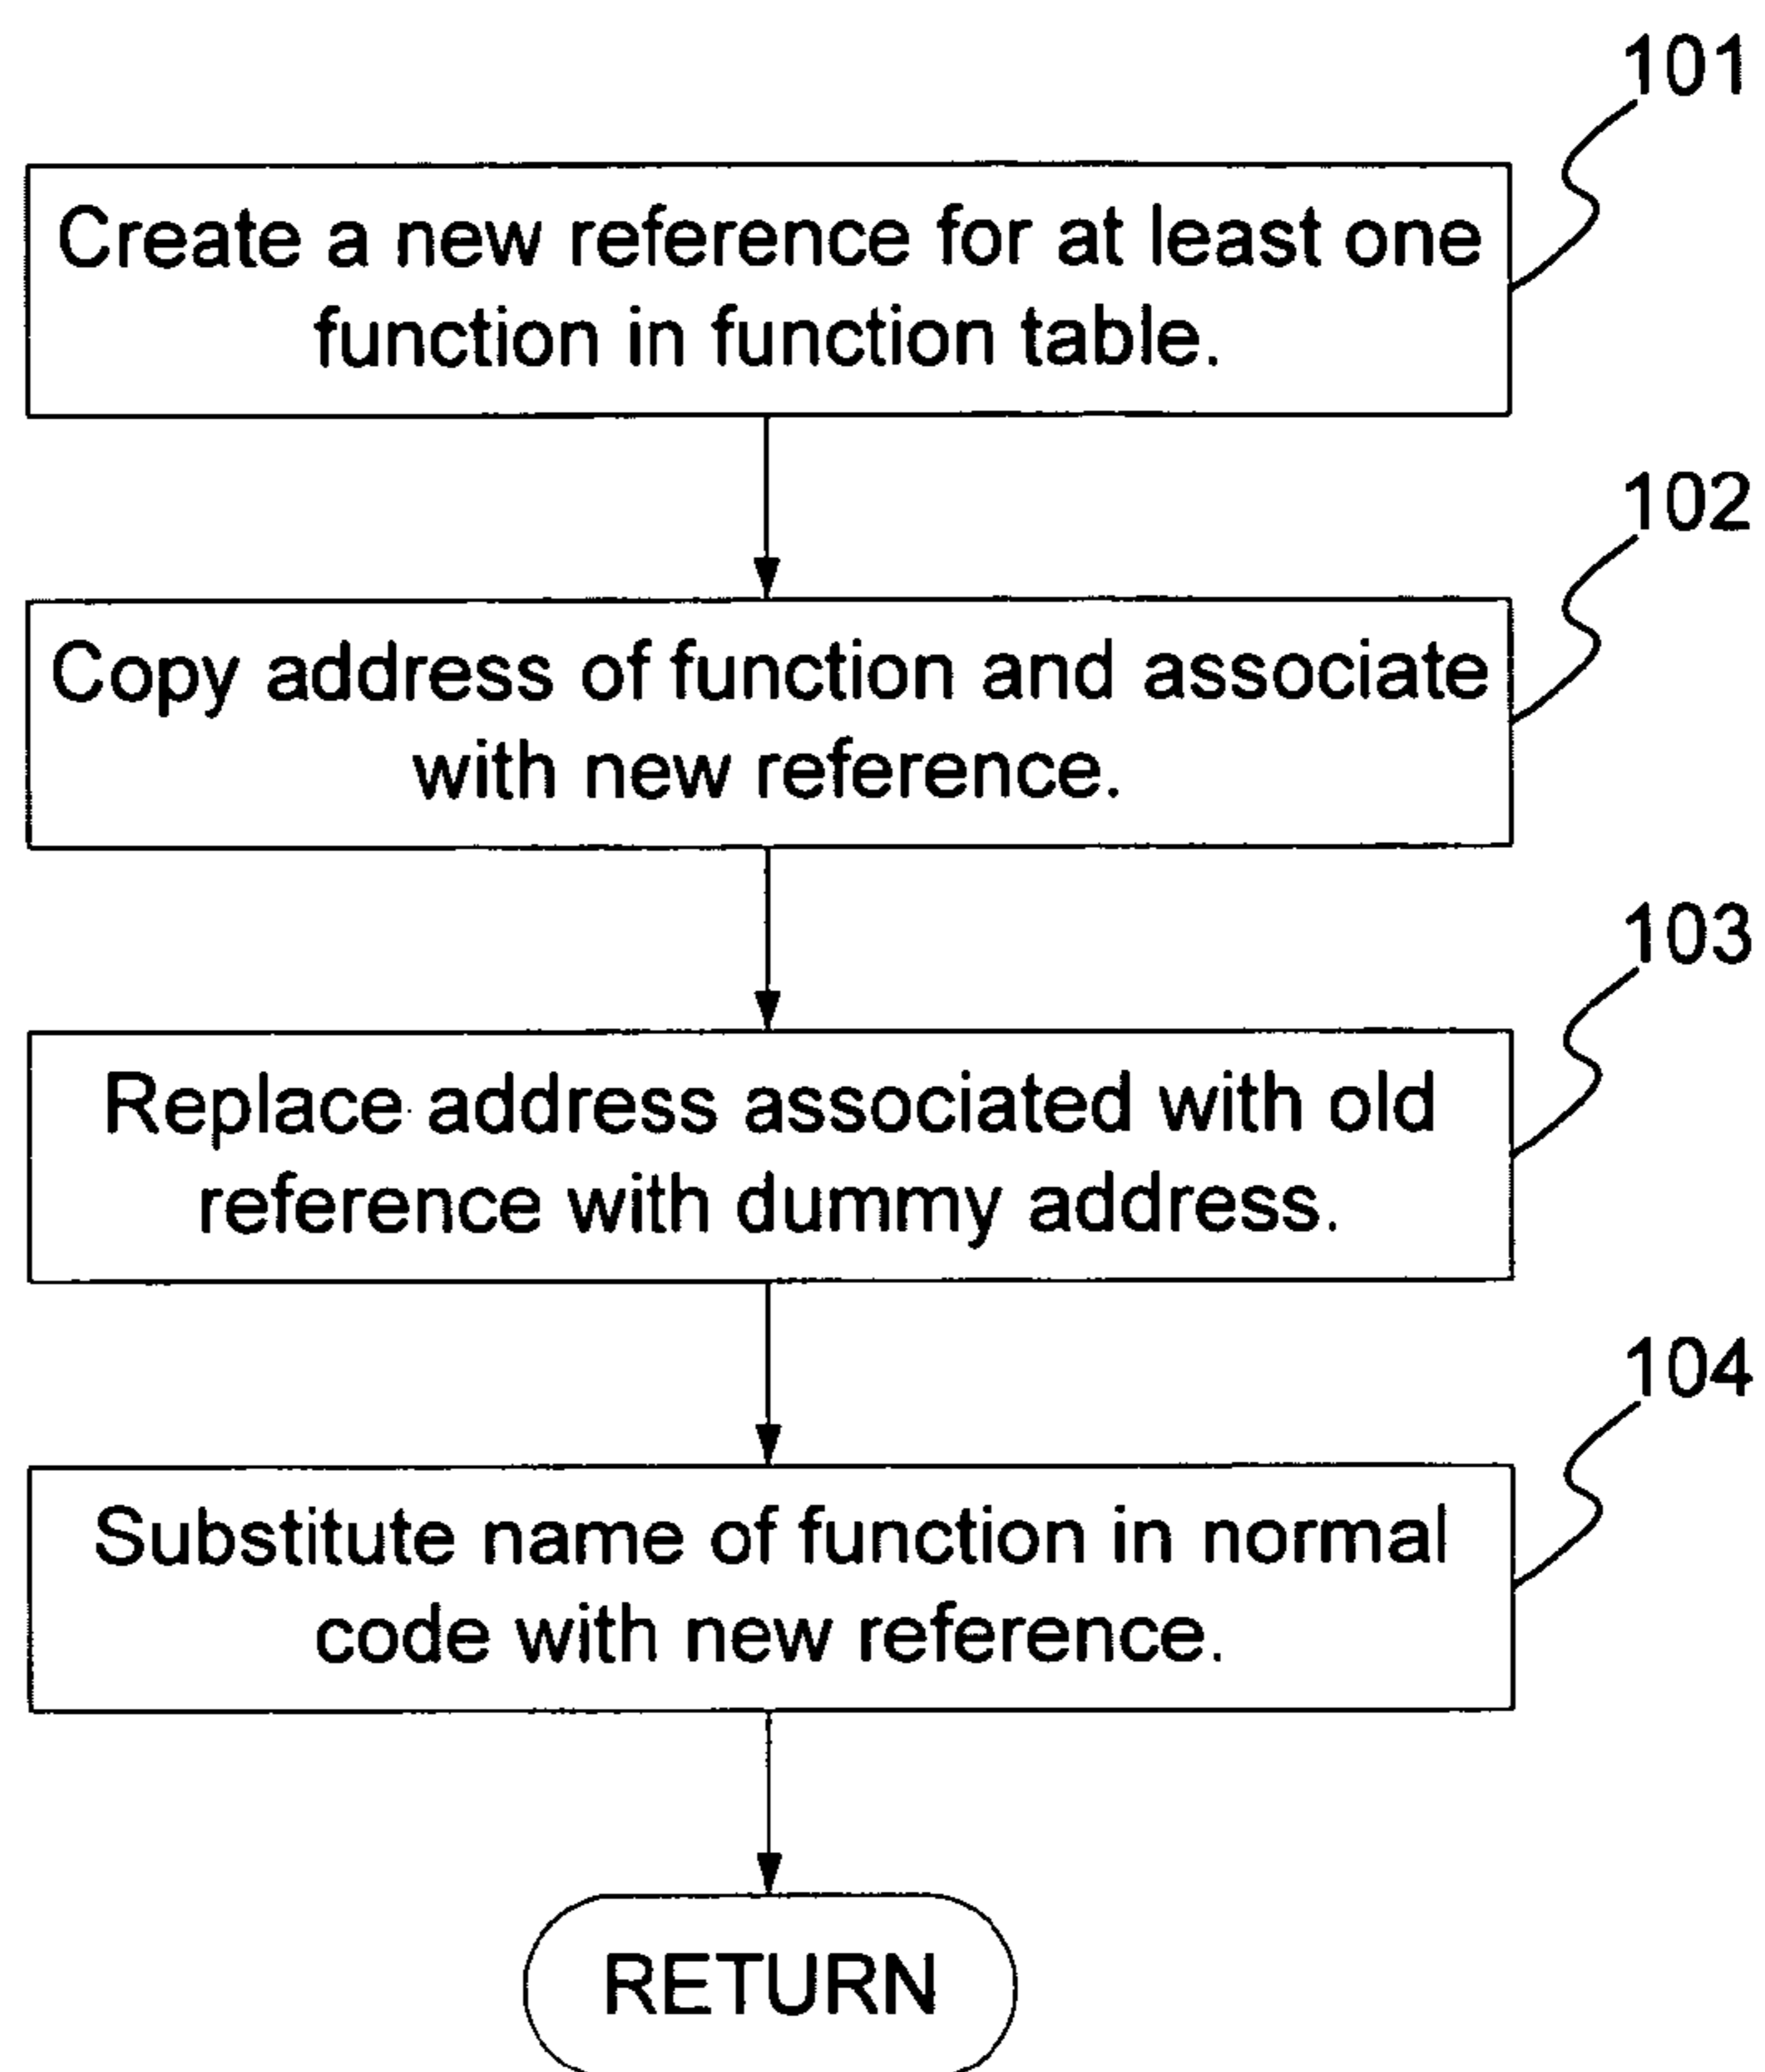 101
Create a new reference for at least one
function in function table.
102
Copy address of function and associate
with new reference.
103
Replace address associated with old
reference with dummy address.
104
Substitute name of function in normal
code with new reference.
RETURN